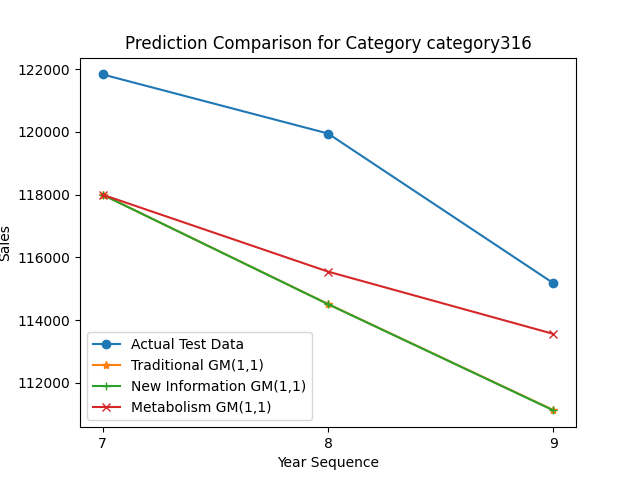 Prediction Comparison for Category category316
122000
120000
118000
116000
114000
112000
Sales
Actual Test Data
Traditional GM(1,1)
New Information GM(1,1)
Metabolism GM(1,1)
7
8
9
Year Sequence